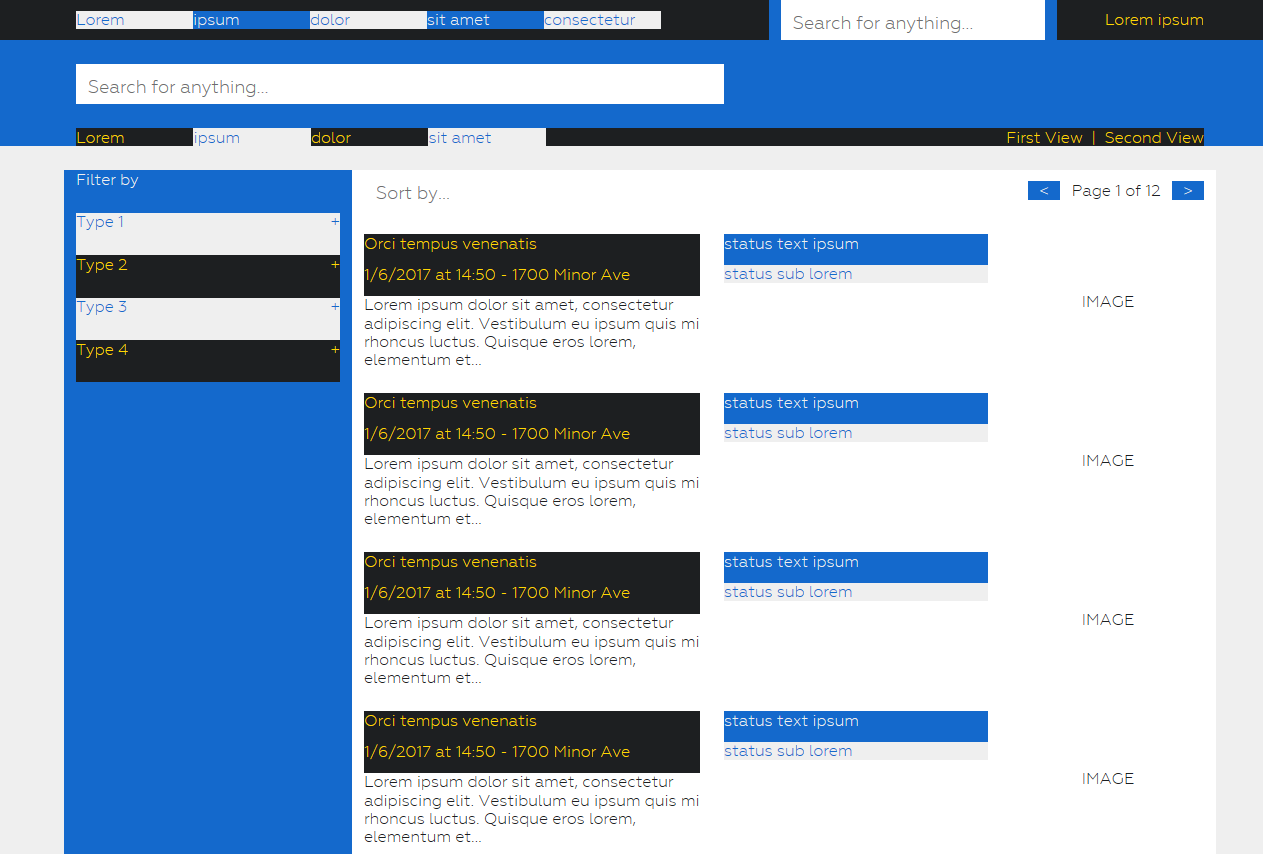 Lorem ipsum dolor sit amet consectetur Search for anything... Lorem ipsum
Search for anything...
Lorem ipsum dolor sit amet First View | Second View
Filter by
Type 1 +
Type 2 +
Type 3 +
Type 4 +
Sort by... < Page 1 of 12 >
Orci tempus venenatis
1/6/2017 at 14:50 - 1700 Minor Ave
Lorem ipsum dolor sit amet, consectetur
adipiscing elit. Vestibulum eu ipsum quis mi
rhoncus luctus. Quisque eros lorem,
elementum et...
status text ipsum
status sub lorem
IMAGE
Orci tempus venenatis
1/6/2017 at 14:50 - 1700 Minor Ave
Lorem ipsum dolor sit amet, consectetur
adipiscing elit. Vestibulum eu ipsum quis mi
rhoncus luctus. Quisque eros lorem,
elementum et...
status text ipsum
status sub lorem
IMAGE
Orci tempus venenatis
1/6/2017 at 14:50 - 1700 Minor Ave
Lorem ipsum dolor sit amet, consectetur
adipiscing elit. Vestibulum eu ipsum quis mi
rhoncus luctus. Quisque eros lorem,
elementum et...
status text ipsum
status sub lorem
IMAGE
Orci tempus venenatis
1/6/2017 at 14:50 - 1700 Minor Ave
Lorem ipsum dolor sit amet, consectetur
adipiscing elit. Vestibulum eu ipsum quis mi
rhoncus luctus. Quisque eros lorem,
elementum et...
status text ipsum
status sub lorem
IMAGE